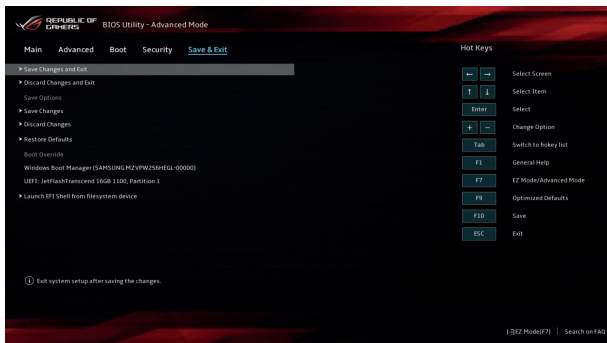 REPUBLIC OF
GAMERS
BIOS Utility - Advanced Mode
Main Advanced Boot Security Save & Exit
Hot Keys
> Save Changes and Exit
> Discard Changes and Exit
Save Options
> Save Changes
> Discard Changes
> Restore Defaults
Boot Override
Windows Boot Manager (SAMSUNG MZVPW256HEGL-00000)
UEFI: JetFlashTranscend 16GB 1100, Partition 1
> Launch EFI Shell from filesystem device
← → Select Screen
↑ ↓ Select Item
Enter Select
+ − Change Option
Tab Switch to hokey list
F1 General Help
F7 EZ Mode/Advanced Mode
F9 Optimized Defaults
F10 Save
ESC Exit
i Exit system setup after saving the changes.
EZ Mode(F7) | Search on FAQ